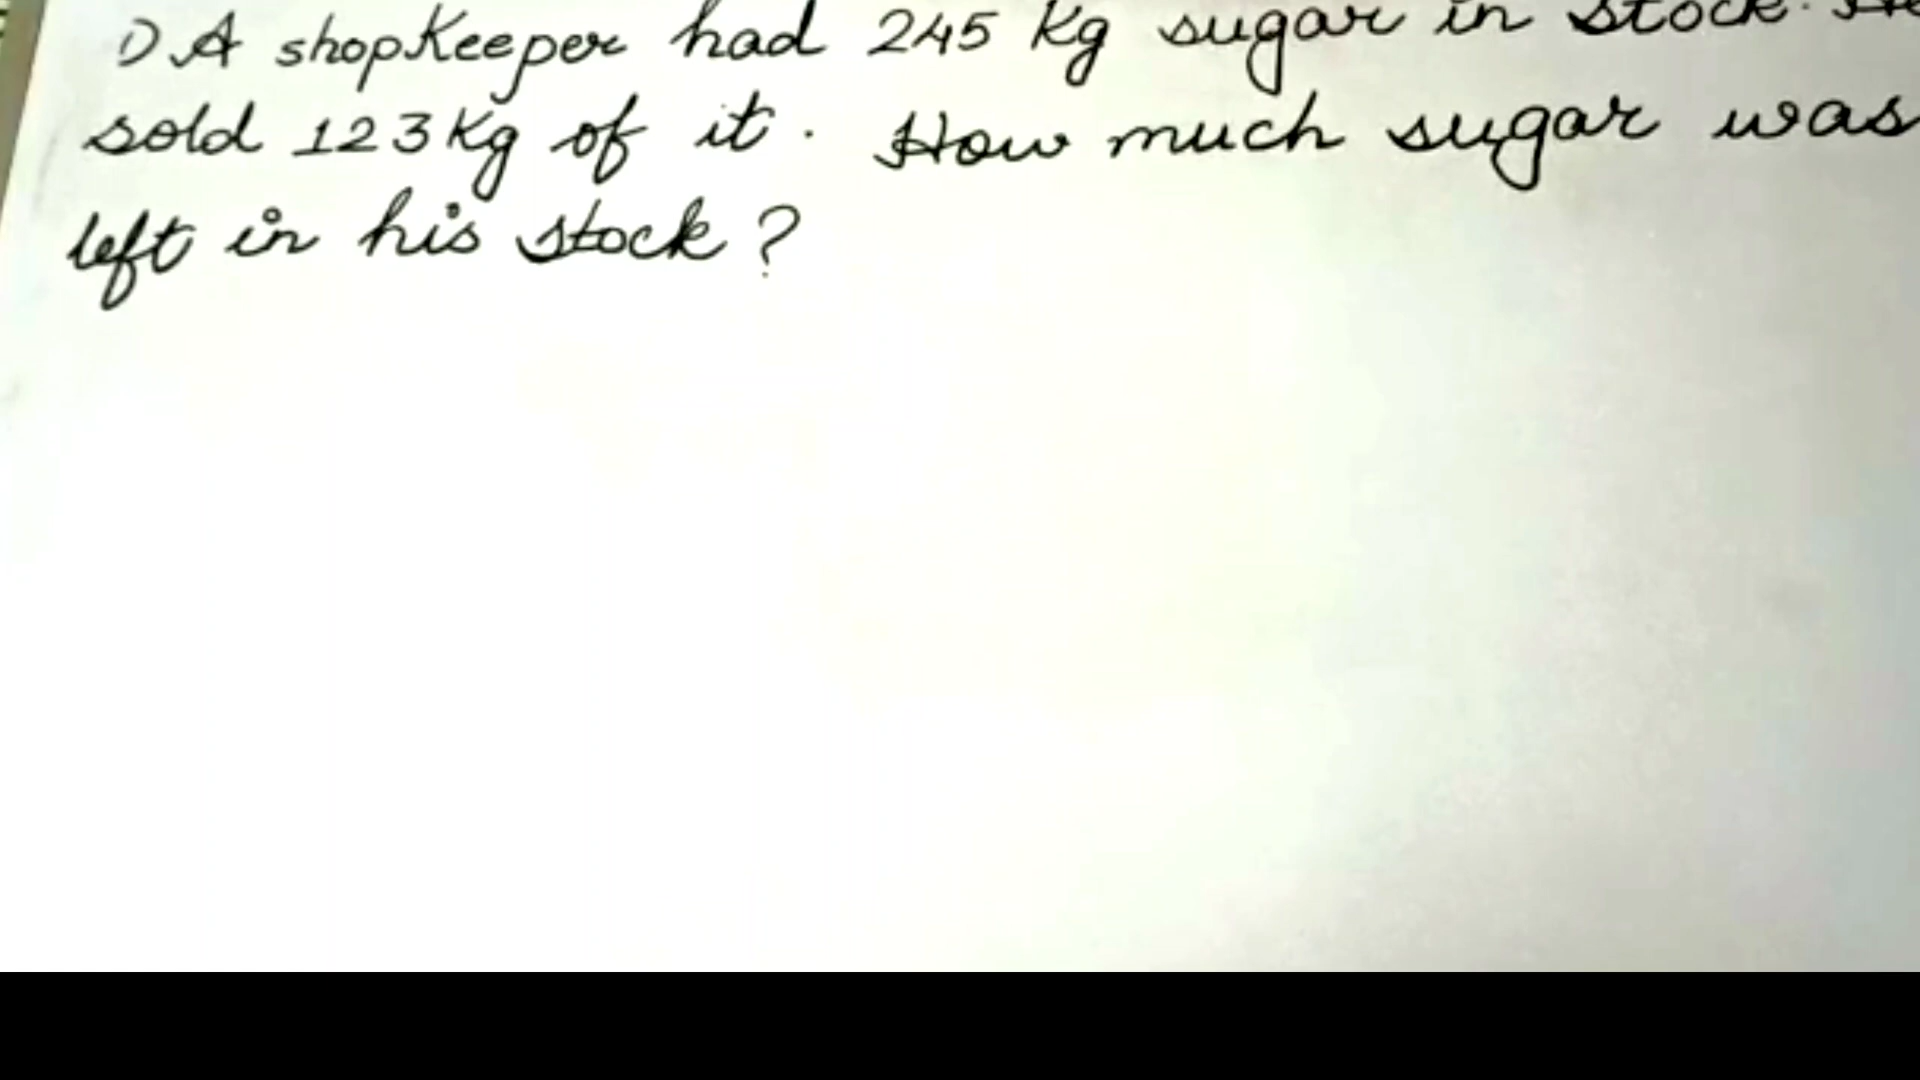 1) A shopkeeper had 245 kg sugar in stock. He
sold 123 kg of it. How much sugar was
left in his stock?